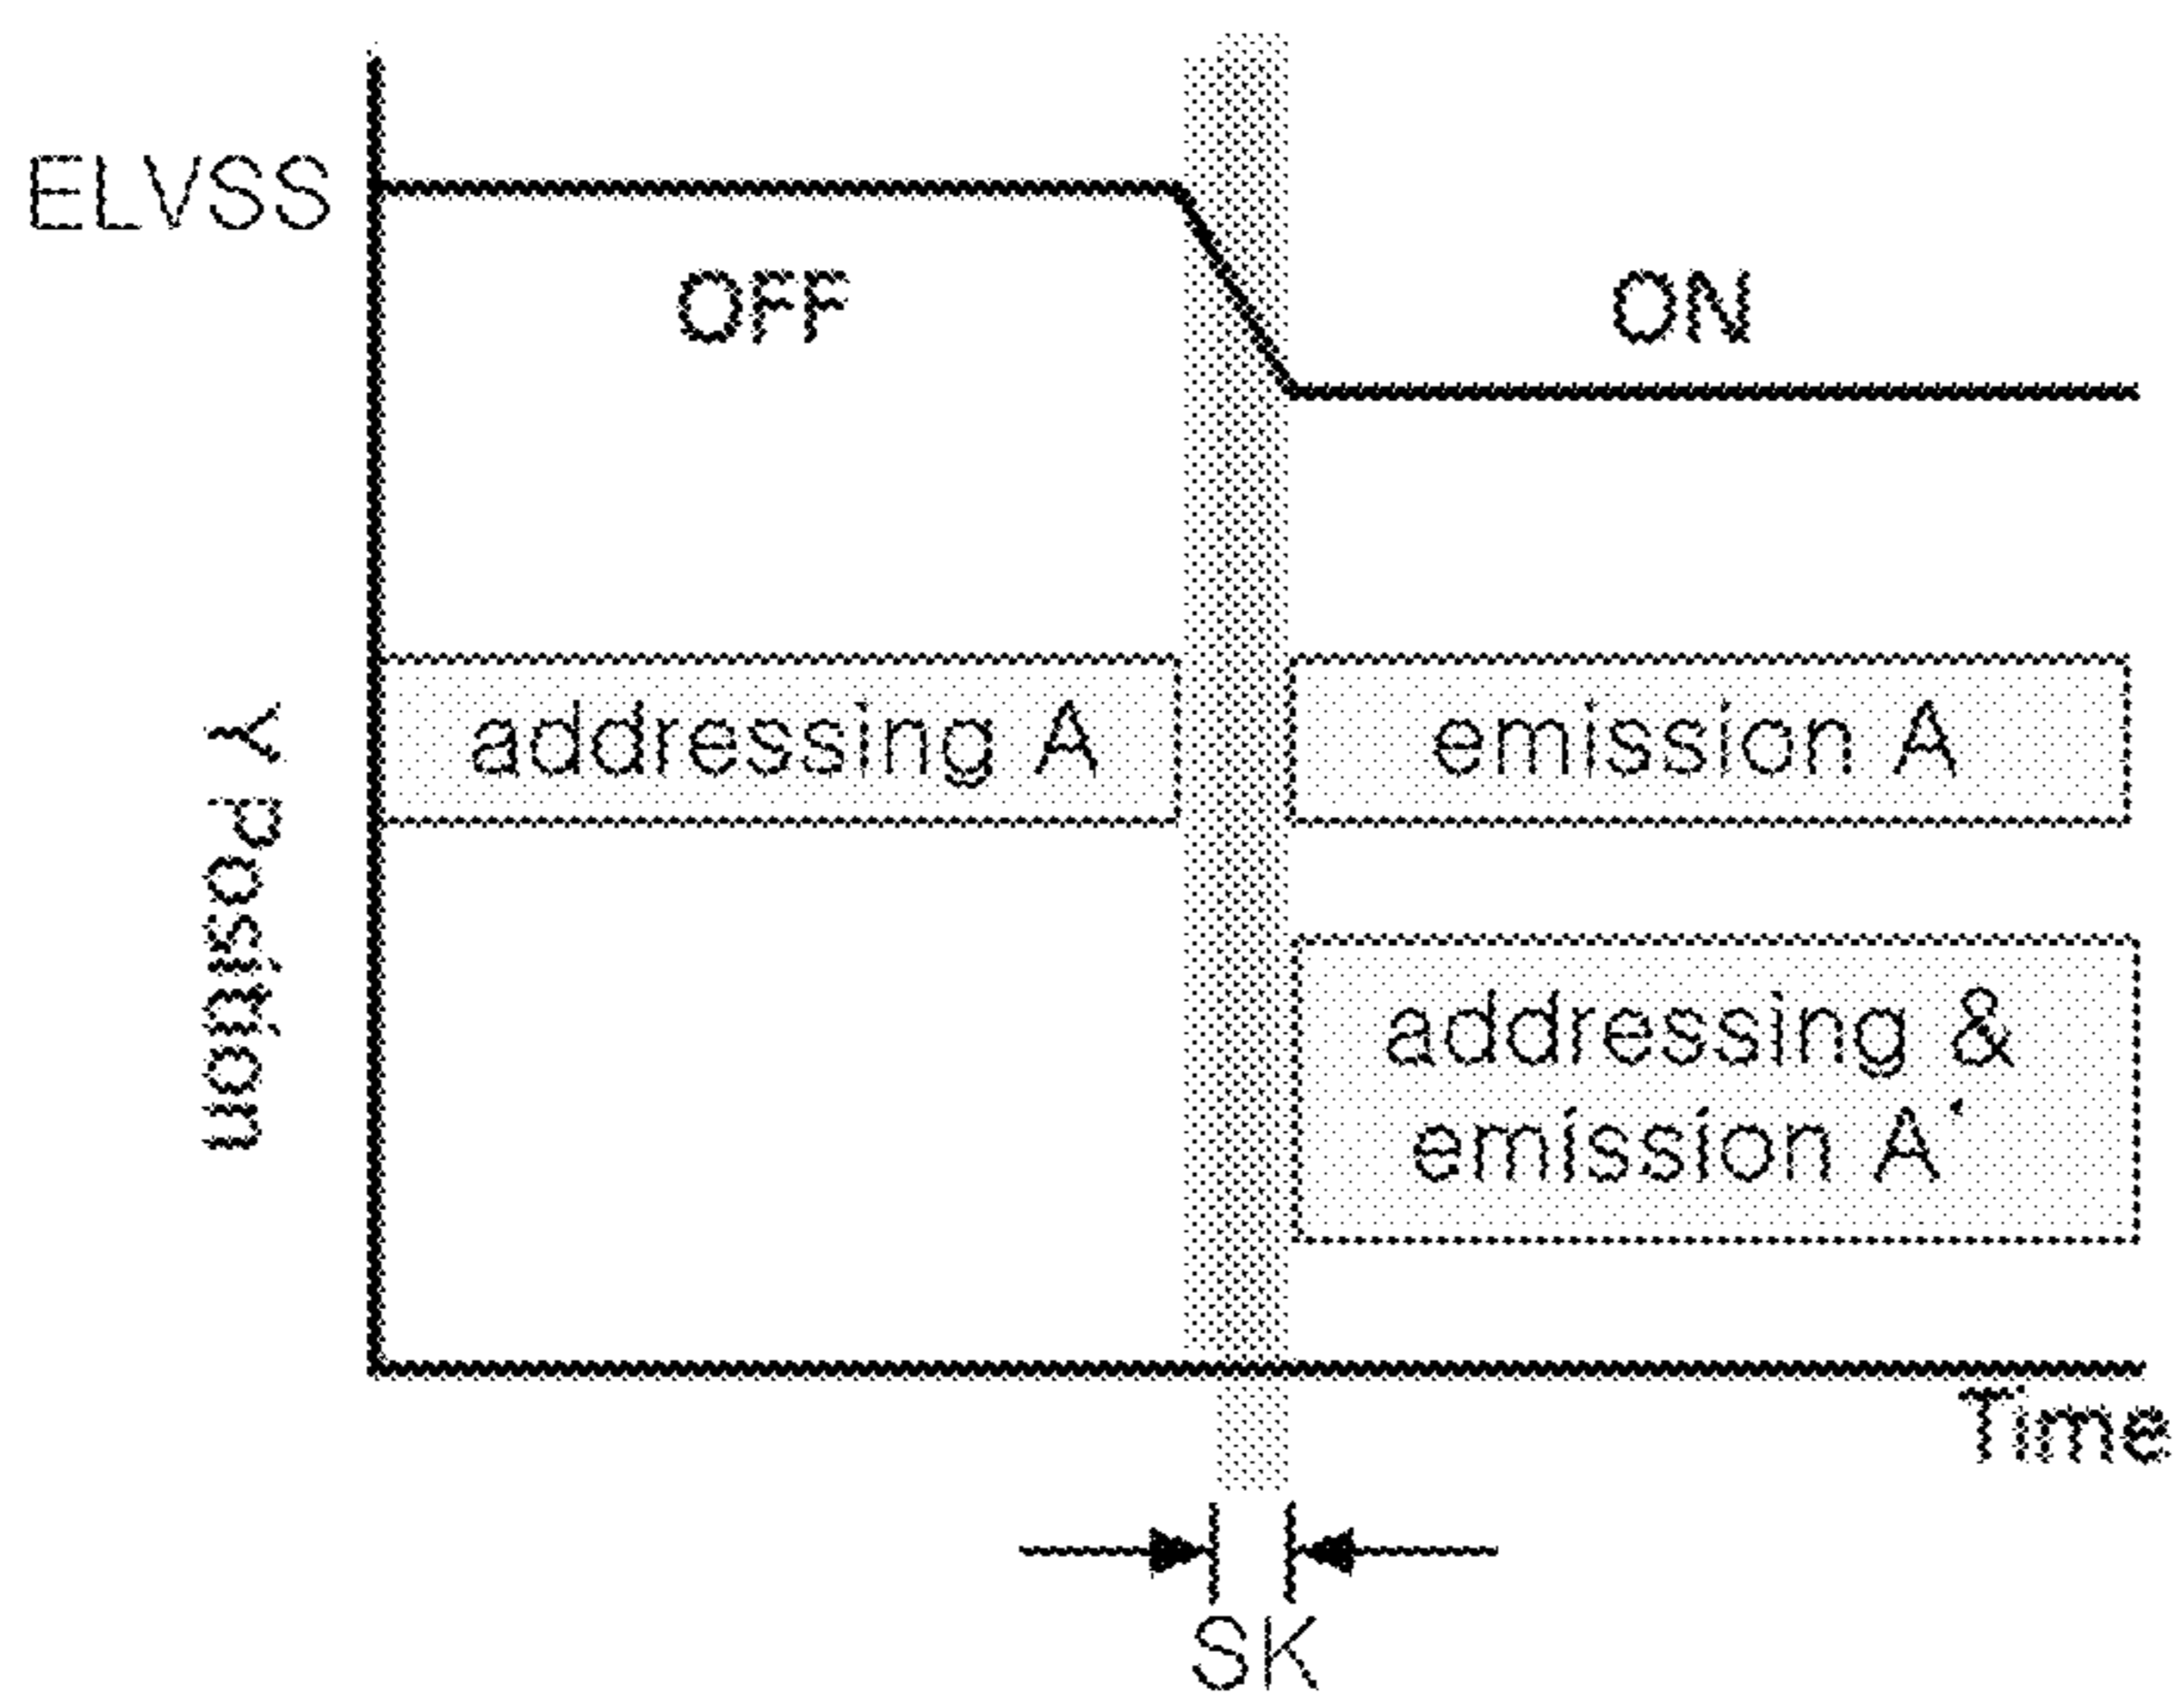 ELVSS
OFF
ON
Y Position
addressing A
emission A
addressing &
emission A'
Time
SK